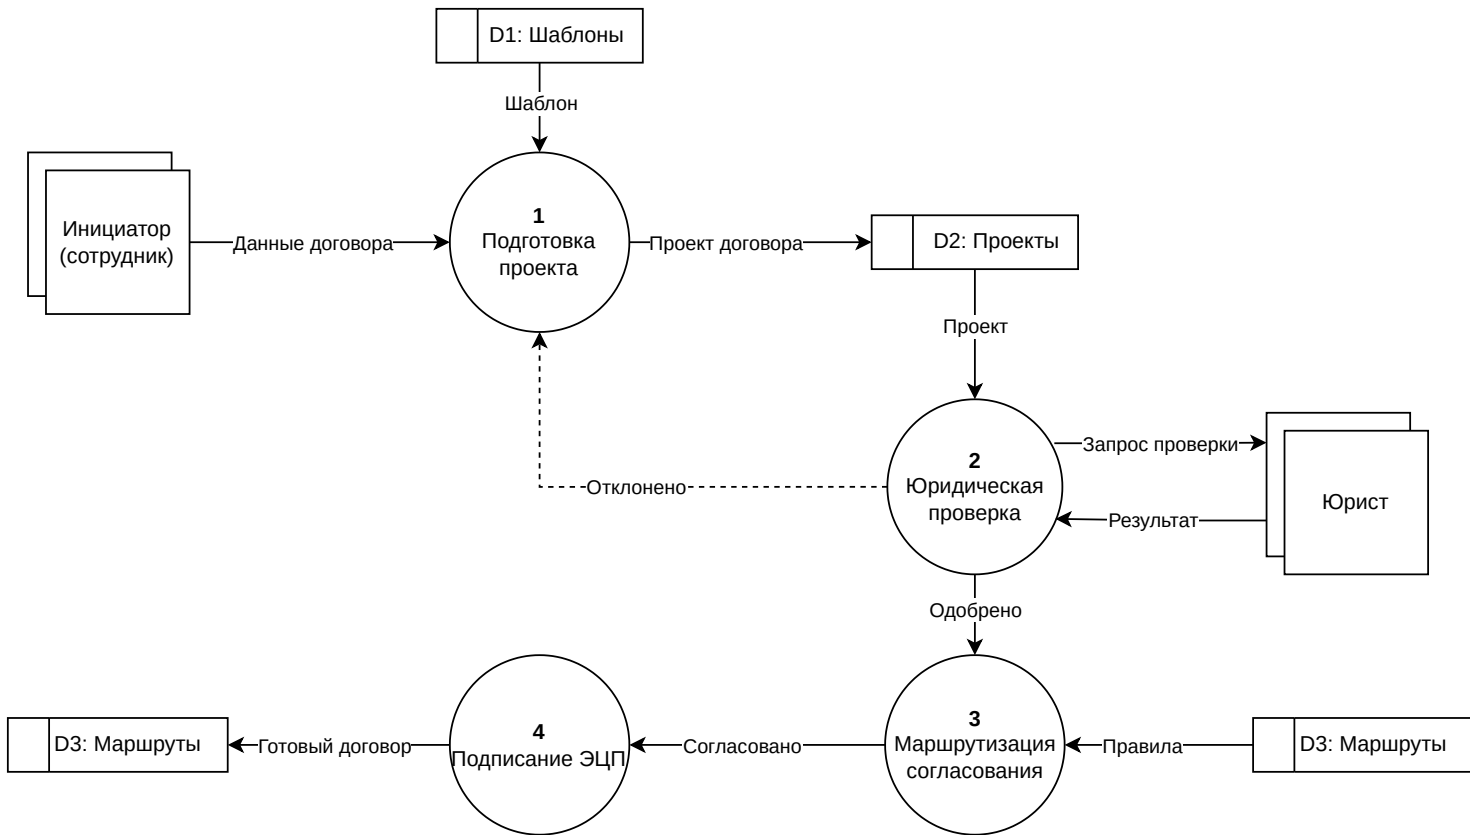 D1: Шаблоны
Шаблон
Инициатор
(сотрудник)
Данные договора
1
Подготовка
проекта
Проект договора
D2: Проекты
Проект
Запрос проверки
2
Юридическая
проверка
Юрист
Отклонено
Результат
Одобрено
D3: Маршруты
Готовый договор
4
Подписание ЭЦП
Согласовано
3
Маршрутизация
согласования
Правила
D3: Маршруты